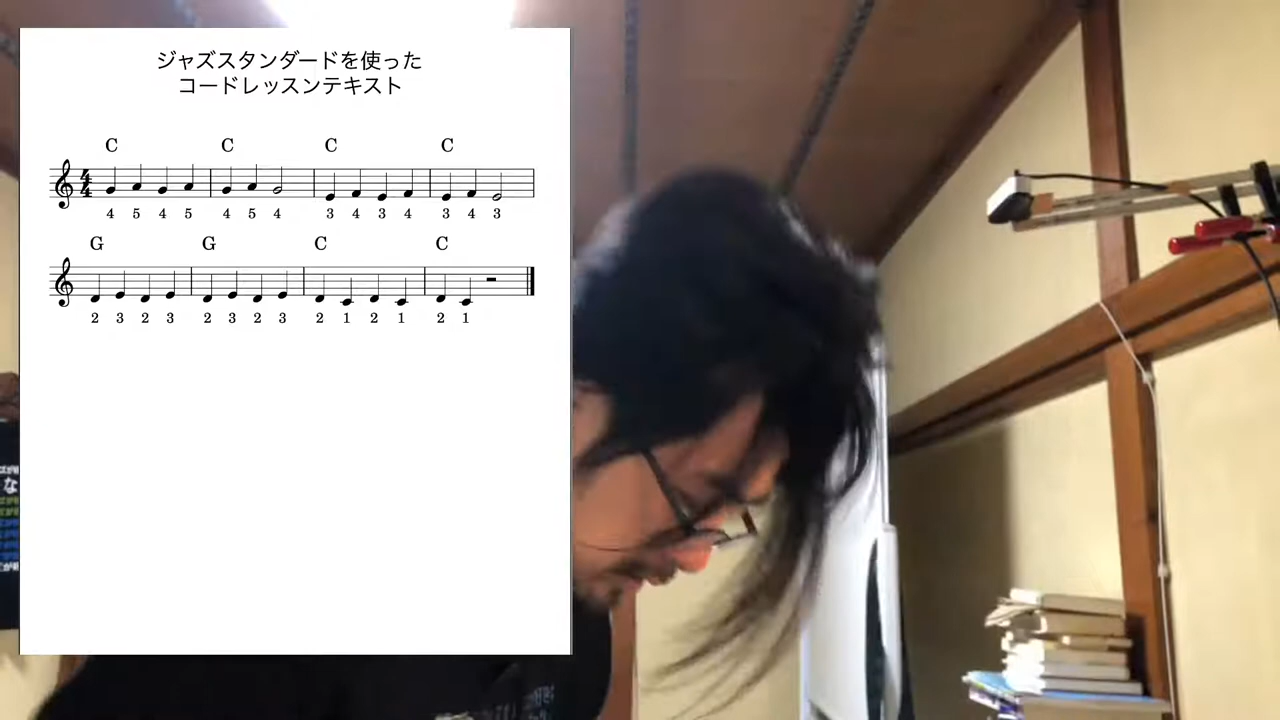 ジャズスタンダードを使った
コードレッスンテキスト
C C C C
4 5 4 5 4 5 4 3 4 3 4 3 4 3
G G C C
2 3 2 3 2 3 2 3 2 1 2 1 2 1
な